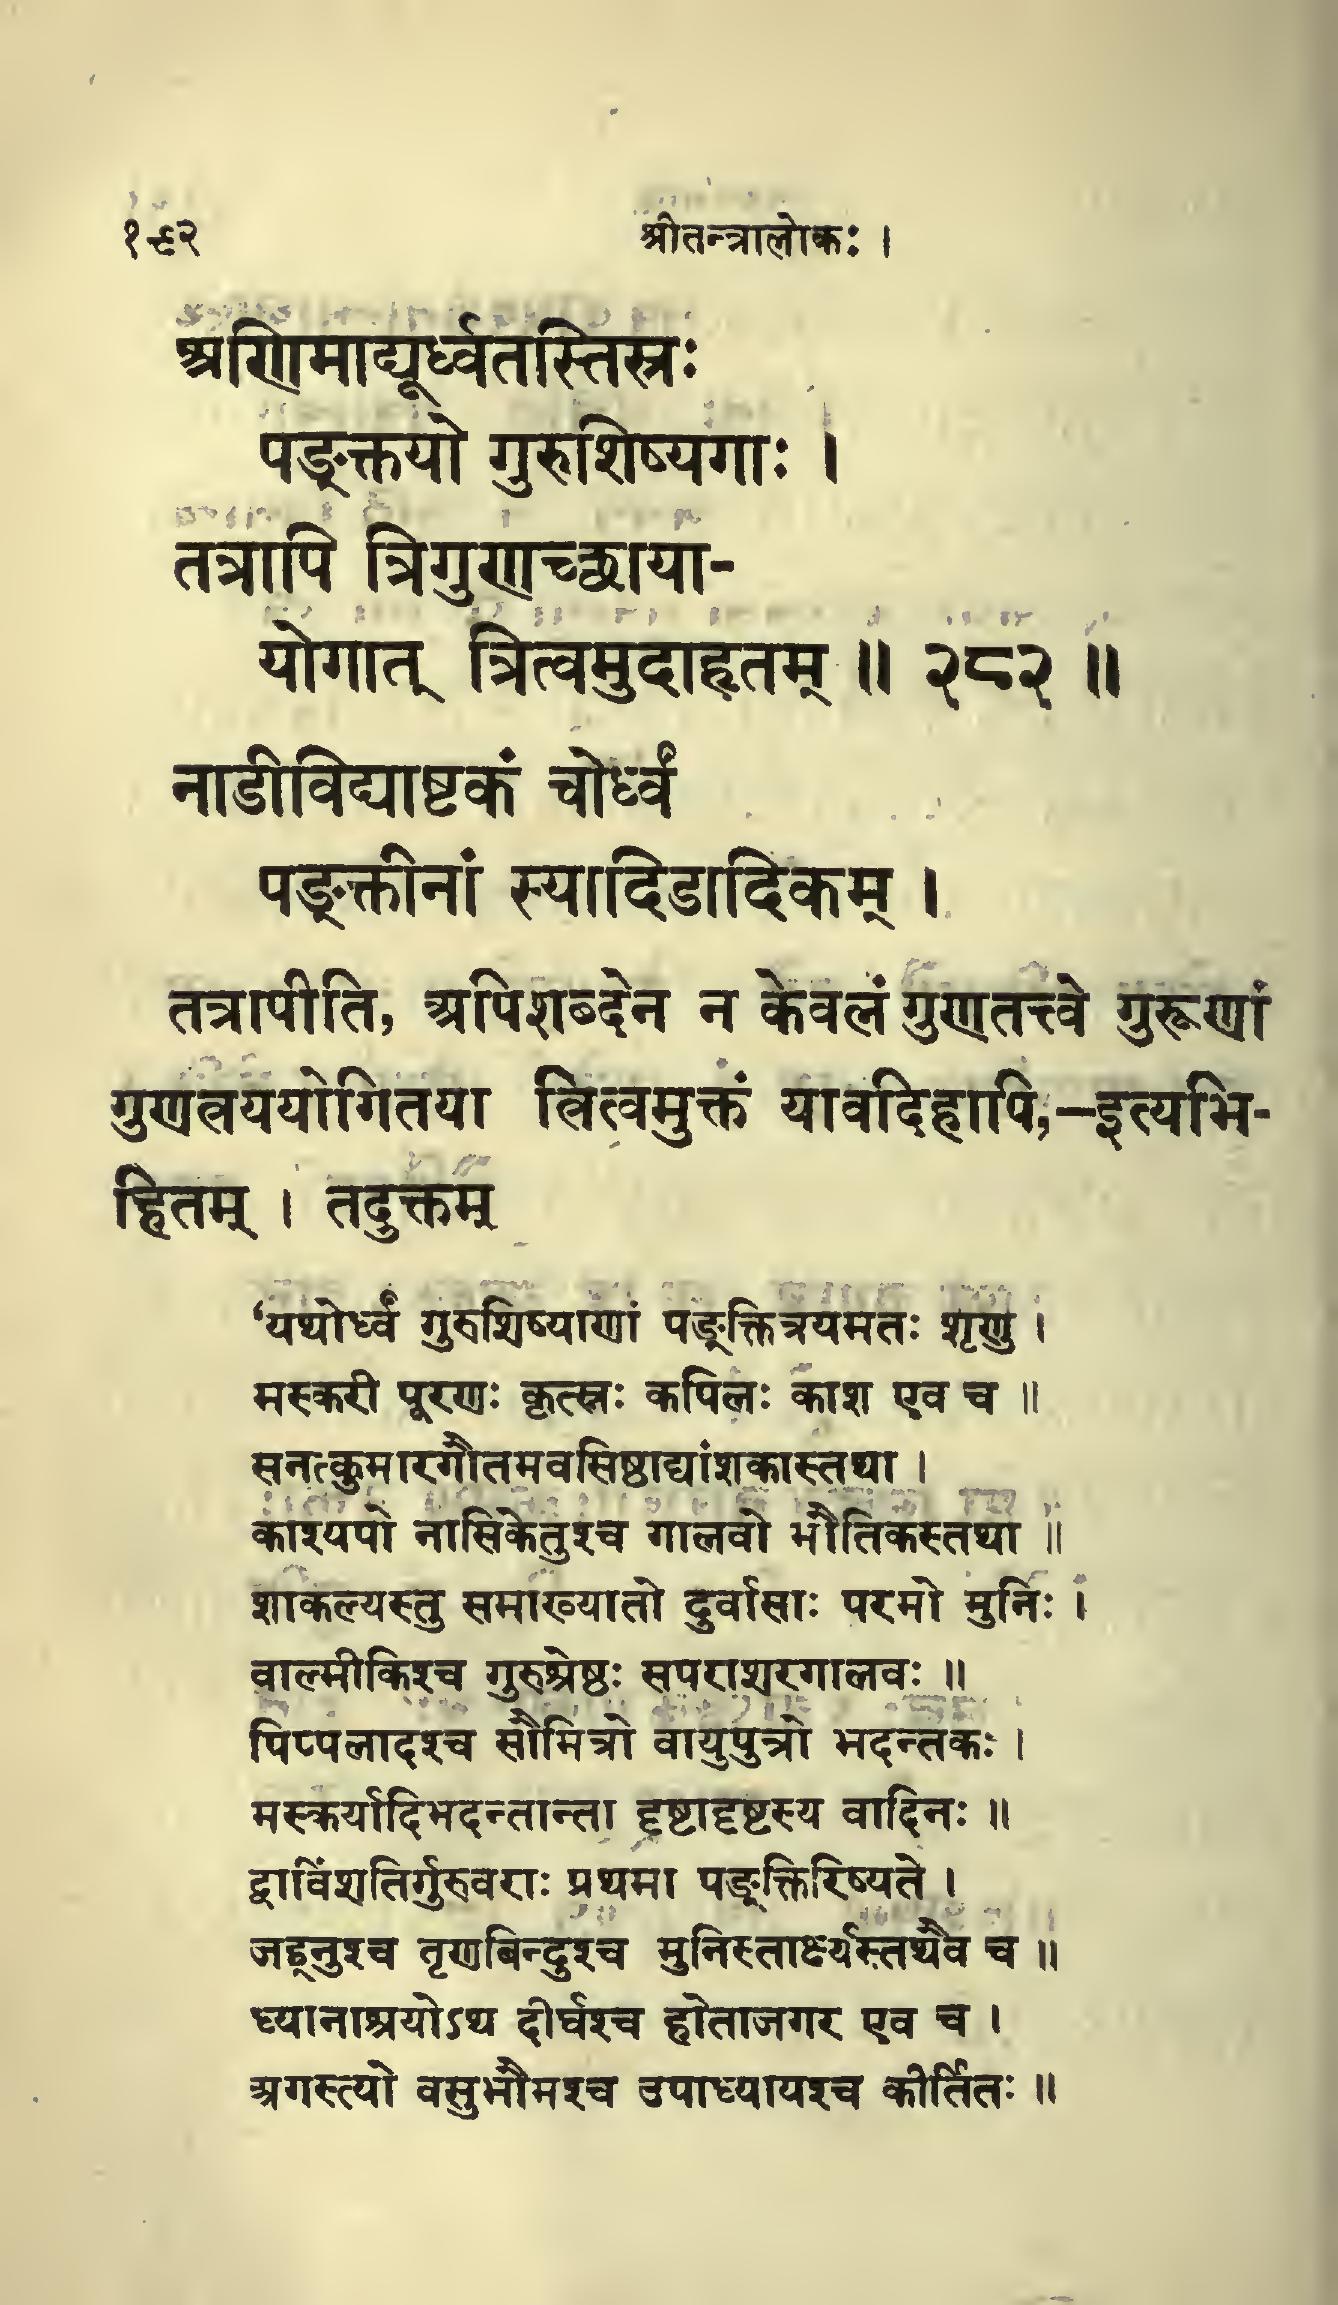 १९२ श्रीतन्त्रालोकः ।
अणिमाद्यूर्ध्वतस्तिस्रः
पङ्क्तयो गुरुशिष्यगाः ।
तत्रापि त्रिगुणच्छाया-
योगात् त्रित्वमुदाहृतम् ॥ २८२ ॥
नाडीविद्याष्टकं चोर्ध्वं
पङ्क्तीनां स्यादिडादिकम् ।
तत्रापीति, अपिशब्देन न केवलं गुणतत्त्वे गुरूणां
गुणत्रययोगितया त्रित्वमुक्तं यावदिहापि,—इत्यभि-
हितम् । तदुक्तम्
‘यथोर्ध्वं गुरुशिष्याणां पङ्क्तित्रयमतः शृणु ।
मस्करी पूरणः कृत्स्नः कपिलः काश एव च ॥
सनत्कुमारगौतमवसिष्ठाद्यांशकास्तथा ।
काश्यपो नासिकेतुश्च गालवो भौतिकस्तथा ॥
शाकल्यस्तु समाख्यातो दुर्वासाः परमो मुनिः ।
वाल्मीकिश्च गुरुश्रेष्ठः सपराशरगालवः ॥
पिप्पलादश्च सौमित्रो वायुपुत्रो भदन्तकः ।
मस्कर्यादिभदन्तान्ता दृष्टादृष्टस्य वादिनः ॥
द्वाविंशतिर्गुरुवराः प्रथमा पङ्क्तिरिष्यते ।
जह्नुश्च तृणबिन्दुश्च मुनिस्तार्क्ष्यस्तथैव च ॥
ध्यानाश्रयोऽथ दीर्घश्च होताजगर एव च ।
अगस्त्यो वसुभौमश्च उपाध्यायश्च कीर्तितः ॥